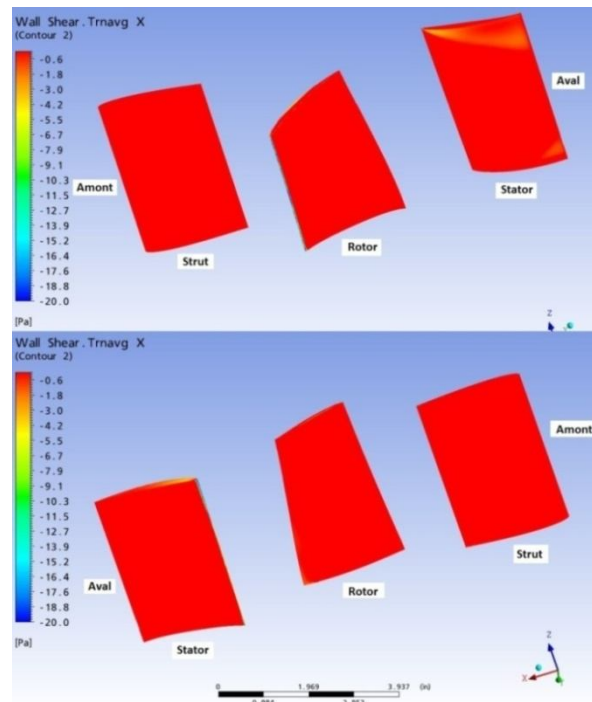 Wall Shear.Trnavg X
(Contour 2)
-0.6
-1.8
-3.0
-4.2
-5.5
-6.7
-7.9
-9.1
-10.3
-11.5
-12.7
-13.9
-15.2
-16.4
-17.6
-18.8
-20.0
[Pa]
Amont
Strut
Rotor
Aval
Stator
Z
Wall Shear.Trnavg X
(Contour 2)
-0.6
-1.8
-3.0
-4.2
-5.5
-6.7
-7.9
-9.1
-10.3
-11.5
-12.7
-13.9
-15.2
-16.4
-17.6
-18.8
-20.0
[Pa]
Aval
Stator
Rotor
Amont
Strut
Z
X
0 1.969 3.937 (in)